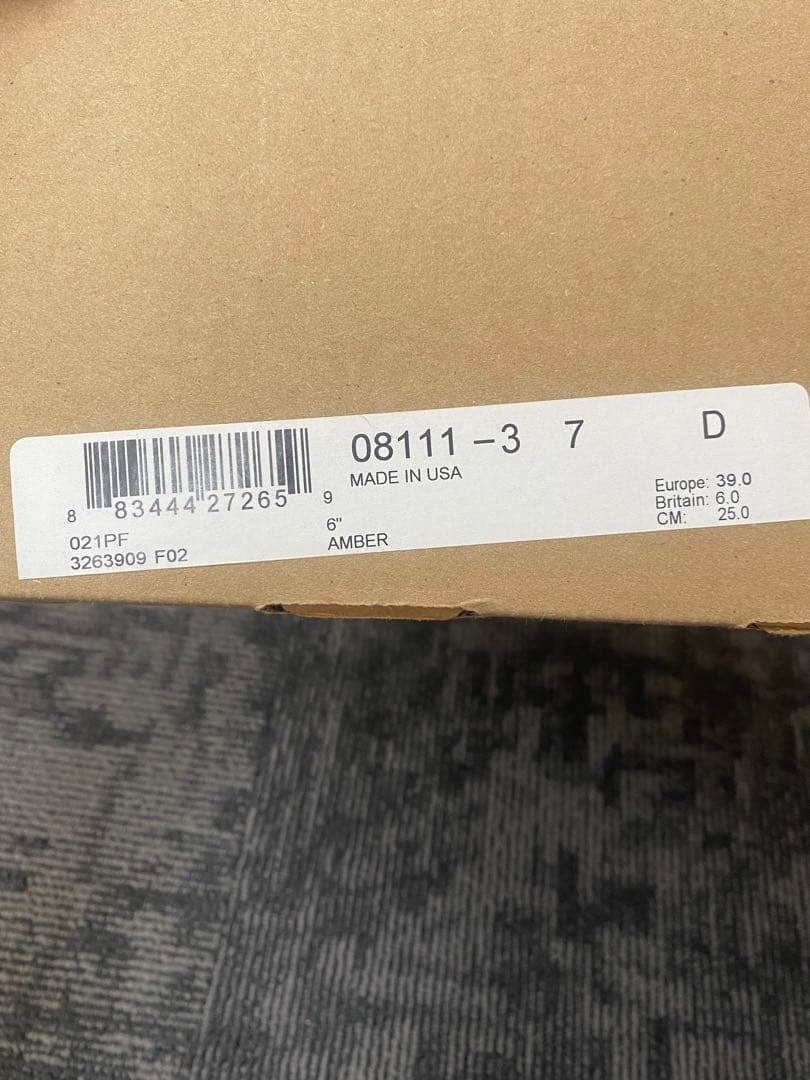 08111 –3 7 D
MADE IN USA
8 83444 27265 9
021PF
3263909 F02
6"
AMBER
Europe: 39.0
Britain: 6.0
CM: 25.0